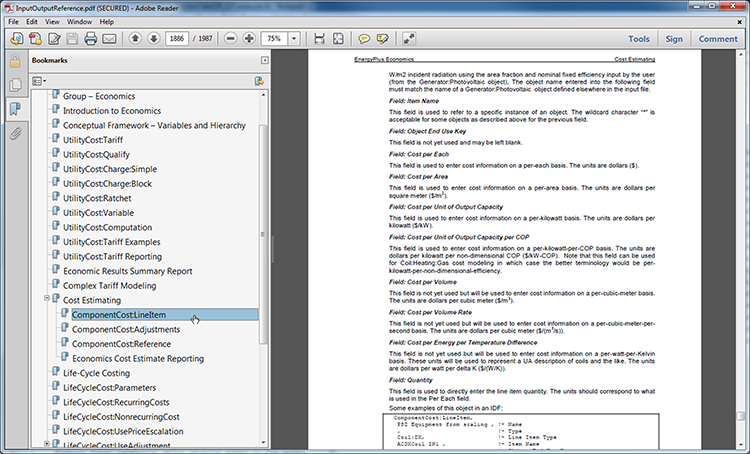 InputOutputReference.pdf (SECURED) - Adobe Reader
File Edit View Window Help
1886 / 1987 75% Tools Sign Comment
Bookmarks
Group – Economics
Introduction to Economics
Conceptual Framework – Variables and Hierarchy
UtilityCost:Tariff
UtilityCost:Qualify
UtilityCost:Charge:Simple
UtilityCost:Charge:Block
UtilityCost:Ratchet
UtilityCost:Variable
UtilityCost:Computation
UtilityCost:Tariff Examples
UtilityCost:Tariff Reporting
Economic Results Summary Report
Complex Tariff Modeling
Cost Estimating
ComponentCost:LineItem
ComponentCost:Adjustments
ComponentCost:Reference
Economics Cost Estimate Reporting
Life-Cycle Costing
LifeCycleCost:Parameters
LifeCycleCost:RecurringCosts
LifeCycleCost:NonrecurringCost
LifeCycleCost:UsePriceEscalation
LifeCycleCost:UseAdjustment
EnergyPlus Economics Cost Estimating
W/m2 incident radiation using the area fraction and nominal fixed efficiency input by the user
(from the Generator:Photovoltaic object). The object name entered into the following field
must match the name of a Generator:Photovoltaic object defined elsewhere in the input file.
Field: Item Name
This field is used to refer to a specific instance of an object. The wildcard character "*" is
acceptable for some objects as described above for the previous field.
Field: Object End Use Key
This field is not yet used and may be left blank.
Field: Cost per Each
This field is used to enter cost information on a per-each basis. The units are dollars ($).
Field: Cost per Area
This field is used to enter cost information on a per-area basis. The units are dollars per
square meter ($/m²).
Field: Cost per Unit of Output Capacity
This field is used to enter cost information on a per-kilowatt basis. The units are dollars per
kilowatt ($/kW).
Field: Cost per Unit of Output Capacity per COP
This field is used to enter cost information on a per-kilowatt-per-COP basis. The units are
dollars per kilowatt per non-dimensional COP ($/kW-COP). Note that this field can be used
for Coil:Heating:Gas cost modeling in which case the better terminology would be per-
kilowatt-per-non-dimensional-efficiency.
Field: Cost per Volume
This field is not yet used but will be used to enter cost information on a per-cubic-meter basis.
The units are dollars per cubic meter ($/m³).
Field: Cost per Volume Rate
This field is not yet used but will be used to enter cost information on a per-cubic-meter-per-
second basis. The units are dollars per cubic meter ($/(m³/s)).
Field: Cost per Energy per Temperature Difference
This field is not yet used but will be used to enter cost information on a per-watt-per-Kelvin
basis. These units will be used to represent a UA description of coils and the like. The units
are dollars per watt per delta K ($/(W/K)).
Field: Quantity
This field is used to directly enter the line item quantity. The units should correspond to what
is used in the Per Each field.
Some examples of this object in an IDF:
ComponentCost:LineItem,
PSZ Equipment from scaling , !- Name
, !- Type
Coil:DX, !- Line Item Type